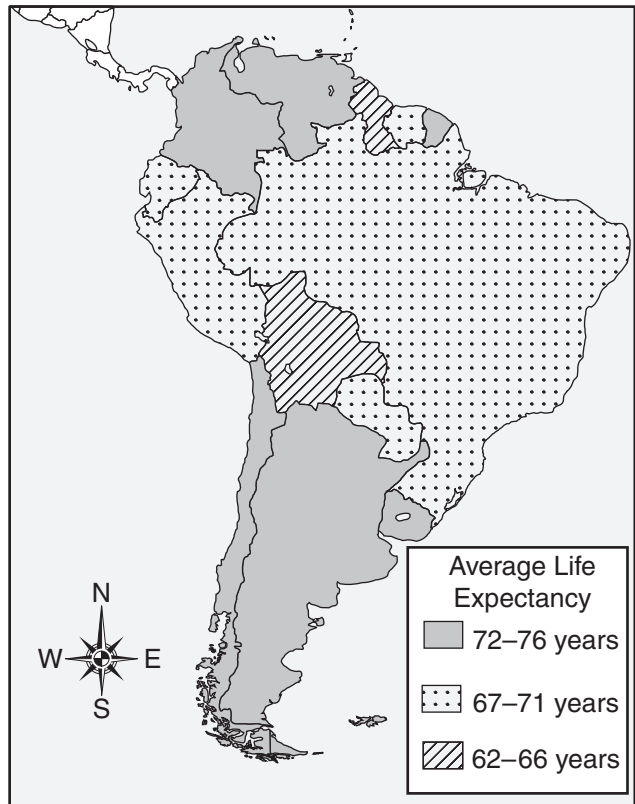 N
W E
S
Average Life
Expectancy
72–76 years
67–71 years
62–66 years